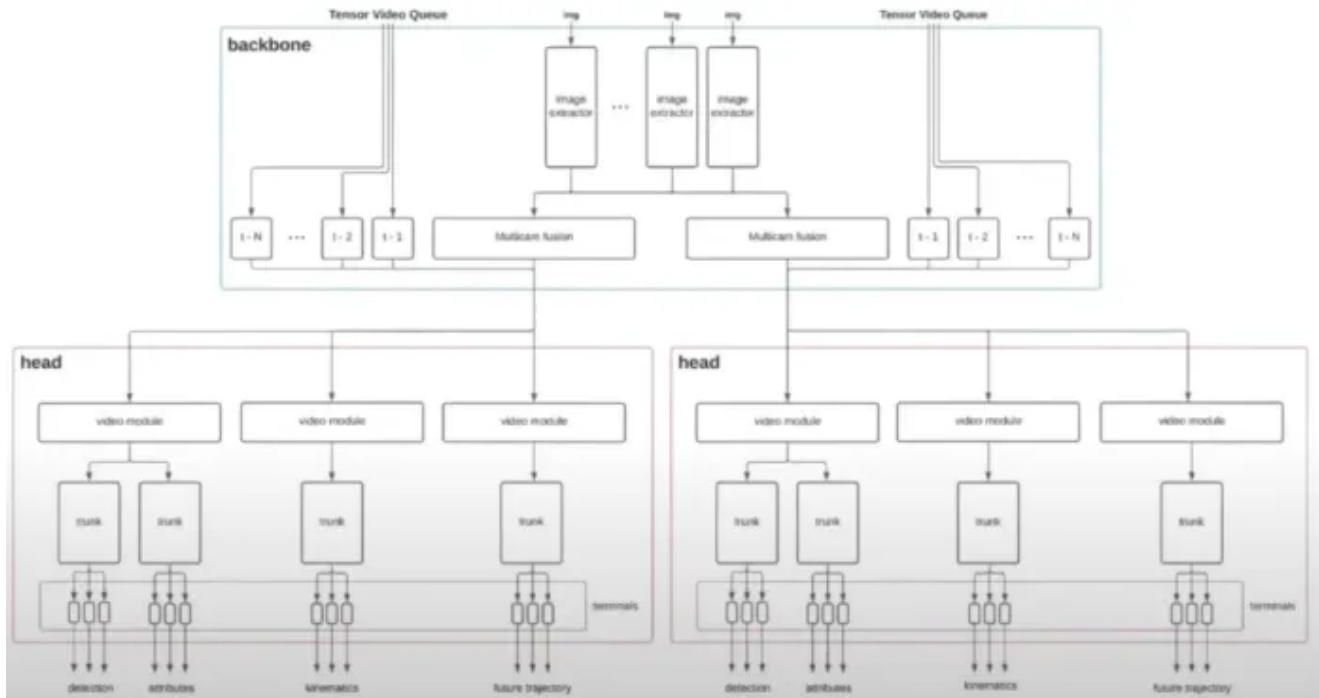 Tensor Video Queue
img
img
img
Tensor Video Queue
backbone
image
extractor
...
image
extractor
image
extractor
t - N
...
t - 2
t - 1
Multicam fusion
Multicam fusion
t - 1
t - 2
...
t - N
head
video module
video module
video module
trunk
trunk
trunk
trunk
terminals
detection
attributes
kinematics
future trajectory
head
video module
video module
video module
trunk
trunk
trunk
trunk
terminals
detection
attributes
kinematics
future trajectory